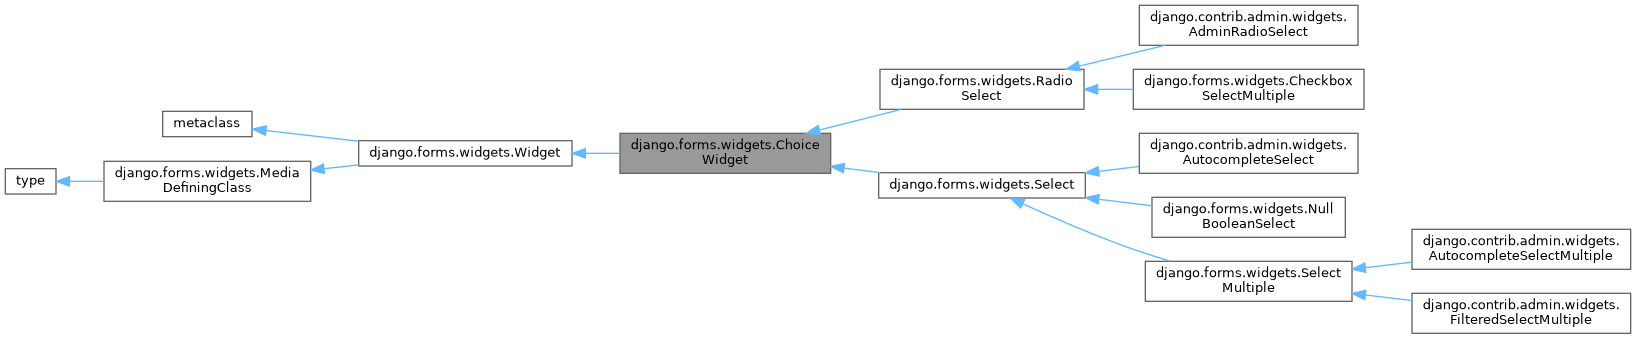 type
metaclass
django.forms.widgets.Media
DefiningClass
django.forms.widgets.Widget
django.forms.widgets.Choice
Widget
django.forms.widgets.Radio
Select
django.forms.widgets.Select
django.contrib.admin.widgets.
AdminRadioSelect
django.forms.widgets.Checkbox
SelectMultiple
django.contrib.admin.widgets.
AutocompleteSelect
django.forms.widgets.Null
BooleanSelect
django.forms.widgets.Select
Multiple
django.contrib.admin.widgets.
AutocompleteSelectMultiple
django.contrib.admin.widgets.
FilteredSelectMultiple